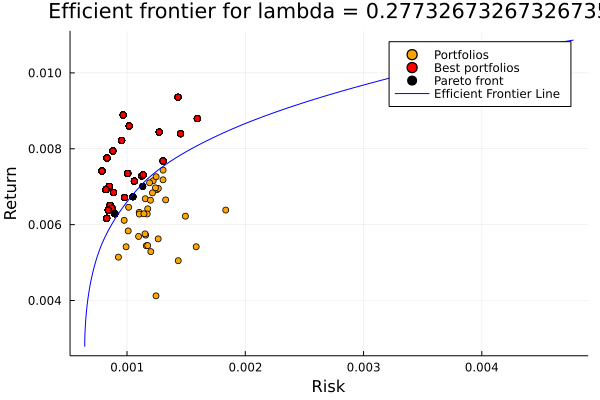 Efficient frontier for lambda = 0.2773267326732673
Portfolios
Best portfolios
Pareto front
Efficient Frontier Line
0.010
0.008
0.006
0.004
Return
0.001
0.002
0.003
0.004
Risk